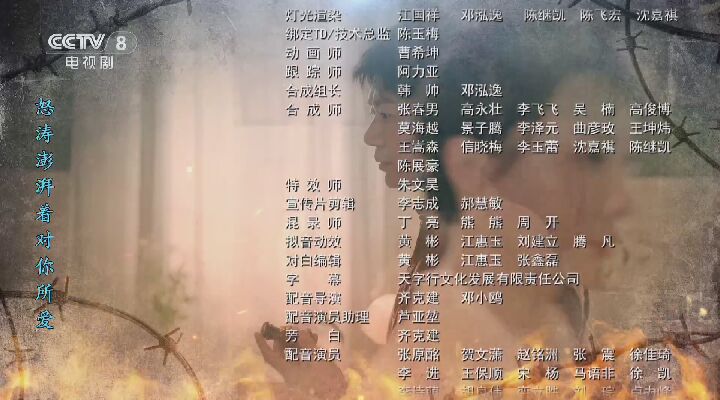 CCTV 8
电视剧
怒涛澎湃着对你所爱
灯光渲染 江国祥 邓泓逸 陈继凯 陈飞宏 沈嘉祺
绑定TD/技术总监 陈玉梅
动画师 曹希坤
跟踪师 阿力亚
合成组长 韩帅 邓泓逸
合成师 张春男 高永壮 李飞飞 吴楠 高俊博
莫海越 景子腾 李泽元 曲彦玫 王坤炜
王嵩森 信晓梅 李玉蕾 沈嘉祺 陈继凯
陈展豪
特效师 朱文昊
宣传片剪辑 李志成 郝慧敏
混录师 丁亮 熊熊 周开
拟音动效 黄彬 江惠玉 刘建立 腾凡
对白编辑 黄彬 江惠玉 张鑫磊
字幕 天字行文化发展有限责任公司
配音导演 齐克建 邓小鸥
配音演员助理 芦亚堃
旁白 齐克建
配音演员 张原酩 贺文潇 赵铭洲 张震 徐佳琦
李进 王保顺 宋杨 马语非 徐凯